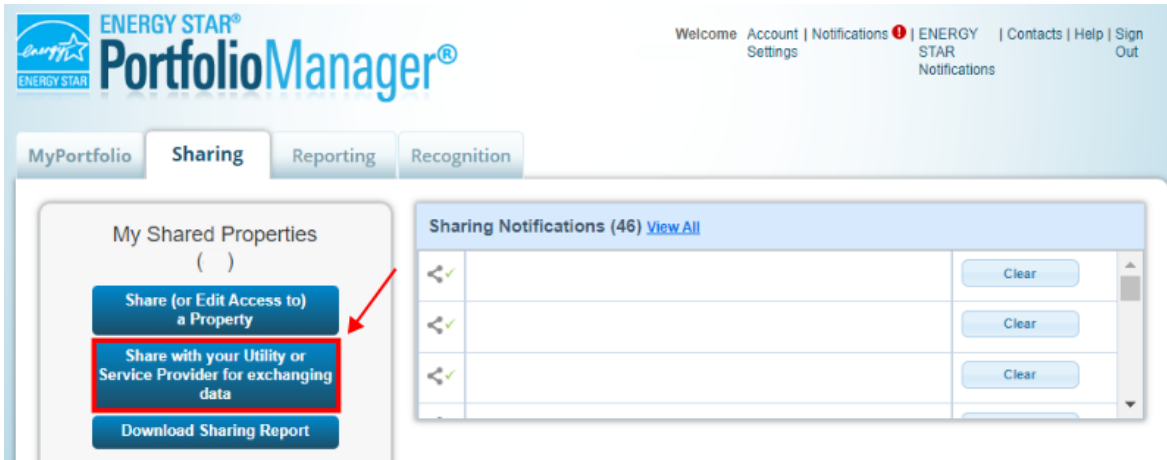 ENERGY STAR®
PortfolioManager®
energy
ENERGY STAR
Welcome Account Settings | Notifications | ENERGY STAR Notifications | Contacts | Help | Sign Out
MyPortfolio Sharing Reporting Recognition
My Shared Properties
( )
Share (or Edit Access to)
a Property
Share with your Utility or
Service Provider for exchanging
data
Download Sharing Report
Sharing Notifications (46) View All
Clear
Clear
Clear